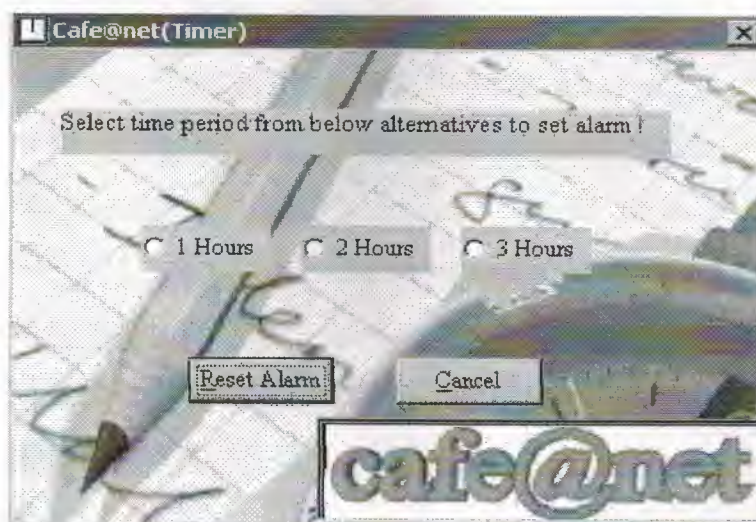 Cafe@net(Timer)
Select time period from below alternatives to set alarm !
1 Hours 2 Hours 3 Hours
Reset Alarm Cancel
cafe@net